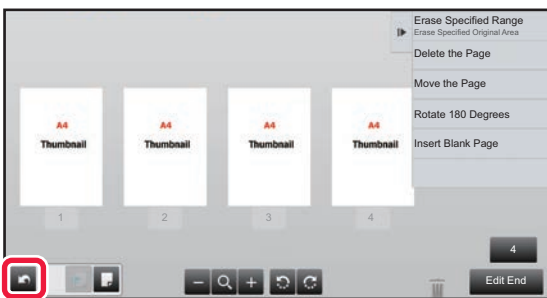 Erase Specified Range
Erase Specified Original Area
Delete the Page
Move the Page
Rotate 180 Degrees
Insert Blank Page
A4 A4 A4 A4
Thumbnail Thumbnail Thumbnail Thumbnail
1 2 3 4
4
Edit End